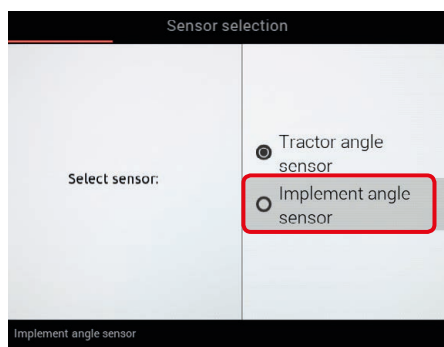 Sensor selection
Select sensor:
Tractor angle
sensor
Implement angle
sensor
Implement angle sensor